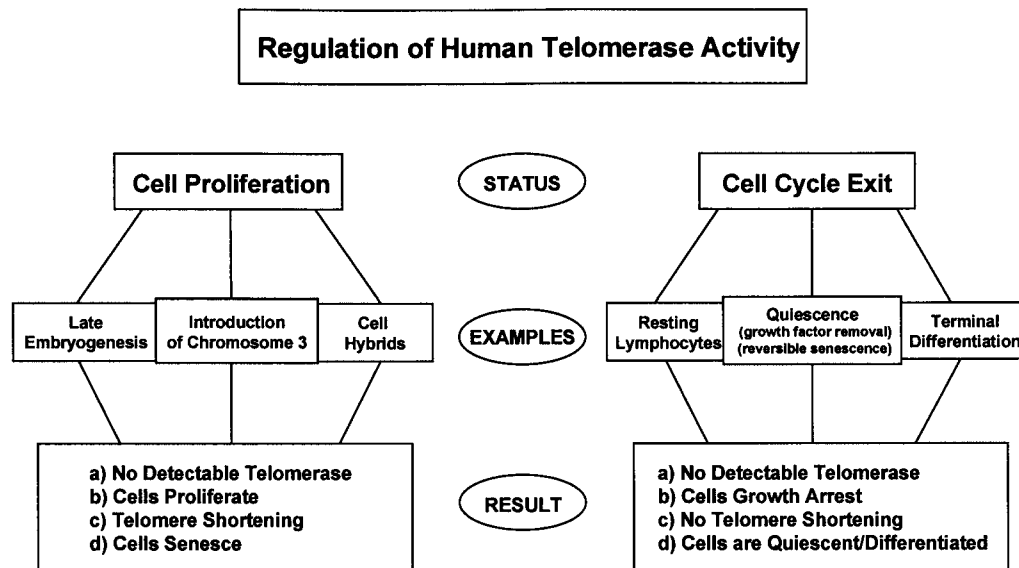 Regulation of Human Telomerase Activity
Cell Proliferation
STATUS
Cell Cycle Exit
Late
Embryogenesis
Introduction
of Chromosome 3
Cell
Hybrids
EXAMPLES
Resting
Lymphocytes
Quiescence
(growth factor removal)
(reversible senescence)
Terminal
Differentiation
a) No Detectable Telomerase
b) Cells Proliferate
c) Telomere Shortening
d) Cells Senesce
RESULT
a) No Detectable Telomerase
b) Cells Growth Arrest
c) No Telomere Shortening
d) Cells are Quiescent/Differentiated